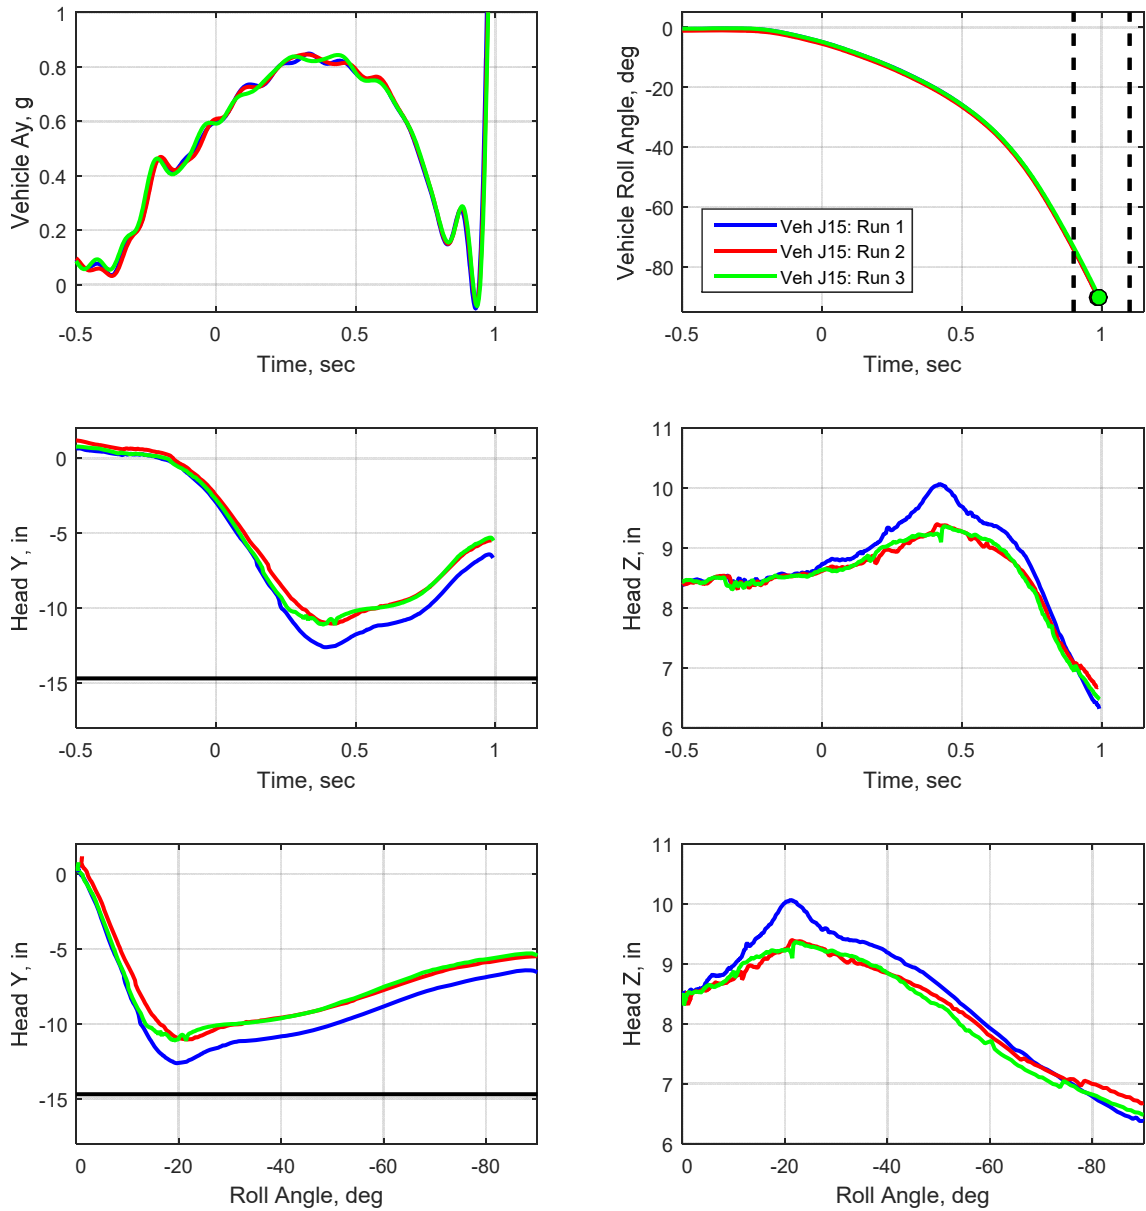 1
0.8
0.6
0.4
0.2
0
-0.5 0 0.5 1
Vehicle Ay, g
Time, sec
0
-20
-40
-60
-80
-0.5 0 0.5 1
Vehicle Roll Angle, deg
Time, sec
Veh J15: Run 1
Veh J15: Run 2
Veh J15: Run 3
0
-5
-10
-15
-0.5 0 0.5 1
Head Y, in
Time, sec
11
10
9
8
7
6
-0.5 0 0.5 1
Head Z, in
Time, sec
0
-5
-10
-15
0 -20 -40 -60 -80
Head Y, in
Roll Angle, deg
11
10
9
8
7
6
0 -20 -40 -60 -80
Head Z, in
Roll Angle, deg